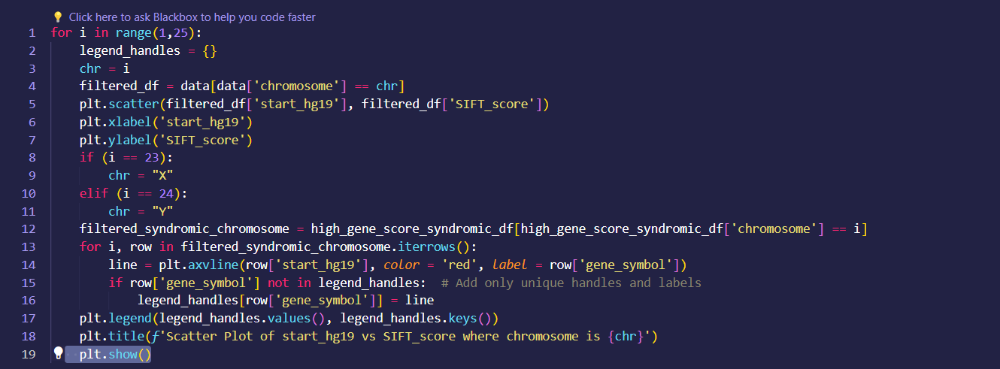 Click here to ask Blackbox to help you code faster
1 for i in range(1,25):
2     legend_handles = {}
3     chr = i
4     filtered_df = data[data['chromosome'] == chr]
5     plt.scatter(filtered_df['start_hg19'], filtered_df['SIFT_score'])
6     plt.xlabel('start_hg19')
7     plt.ylabel('SIFT_score')
8     if (i == 23):
9         chr = "X"
10     elif (i == 24):
11         chr = "Y"
12     filtered_syndromic_chromosome = high_gene_score_syndromic_df[high_gene_score_syndromic_df['chromosome'] == i]
13     for i, row in filtered_syndromic_chromosome.iterrows():
14         line = plt.axvline(row['start_hg19'], color = 'red', label = row['gene_symbol'])
15         if row['gene_symbol'] not in legend_handles:  # Add only unique handles and labels
16             legend_handles[row['gene_symbol']] = line
17     plt.legend(legend_handles.values(), legend_handles.keys())
18     plt.title(f'Scatter Plot of start_hg19 vs SIFT_score where chromosome is {chr}')
19     plt.show()